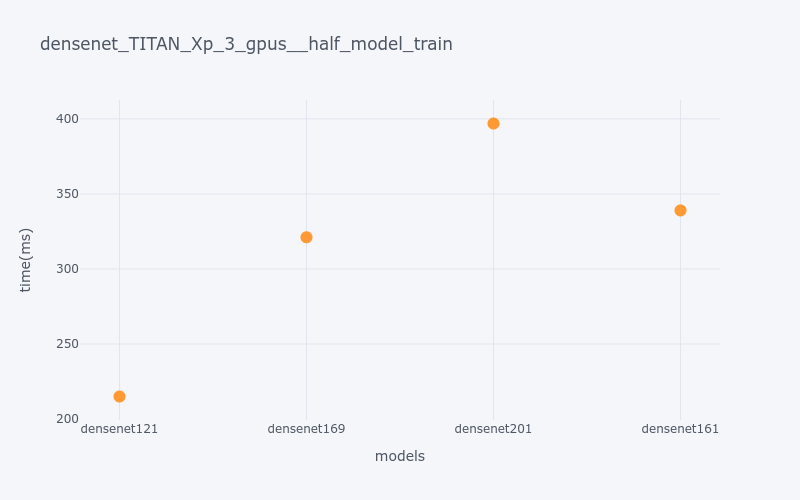 densenet_TITAN_Xp_3_gpus__half_model_train
400
350
300
250
200
time(ms)
densenet121
densenet169
densenet201
densenet161
models